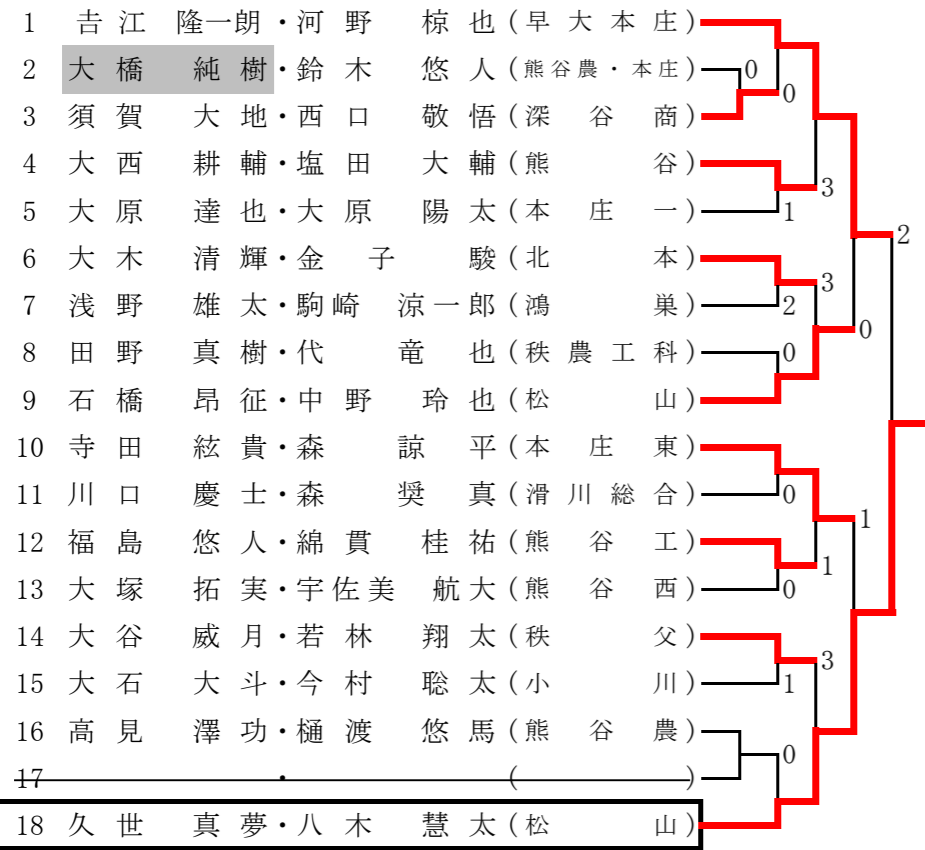 1 吉江 隆一朗・河野 椋也(早大本庄)
2 大橋 純樹・鈴木 悠人(熊谷農・本庄) 0
0
3 須賀 大地・西口 敬悟(深谷商)
4 大西 耕輔・塩田 大輔(熊谷)
3
5 大原 達也・大原 陽太(本庄一) 1
2
6 大木 清輝・金子 駿(北本)
3
7 浅野 雄太・駒崎 涼一郎(鴻巣) 2
0
8 田野 真樹・代 竜也(秩農工科) 0
9 石橋 昂征・中野 玲也(松山)
10 寺田 絃貴・森 諒平(本庄東)
11 川口 慶士・森 奨真(滑川総合) 0
1
12 福島 悠人・綿貫 桂祐(熊谷工)
1
13 大塚 拓実・宇佐美 航大(熊谷西) 0
14 大谷 威月・若林 翔太(秩父)
3
15 大石 大斗・今村 聡太(小川) 1
16 高見 澤功・樋渡 悠馬(熊谷農)
0
17 ・ ( )
18 久世 真夢・八木 慧太(松山)